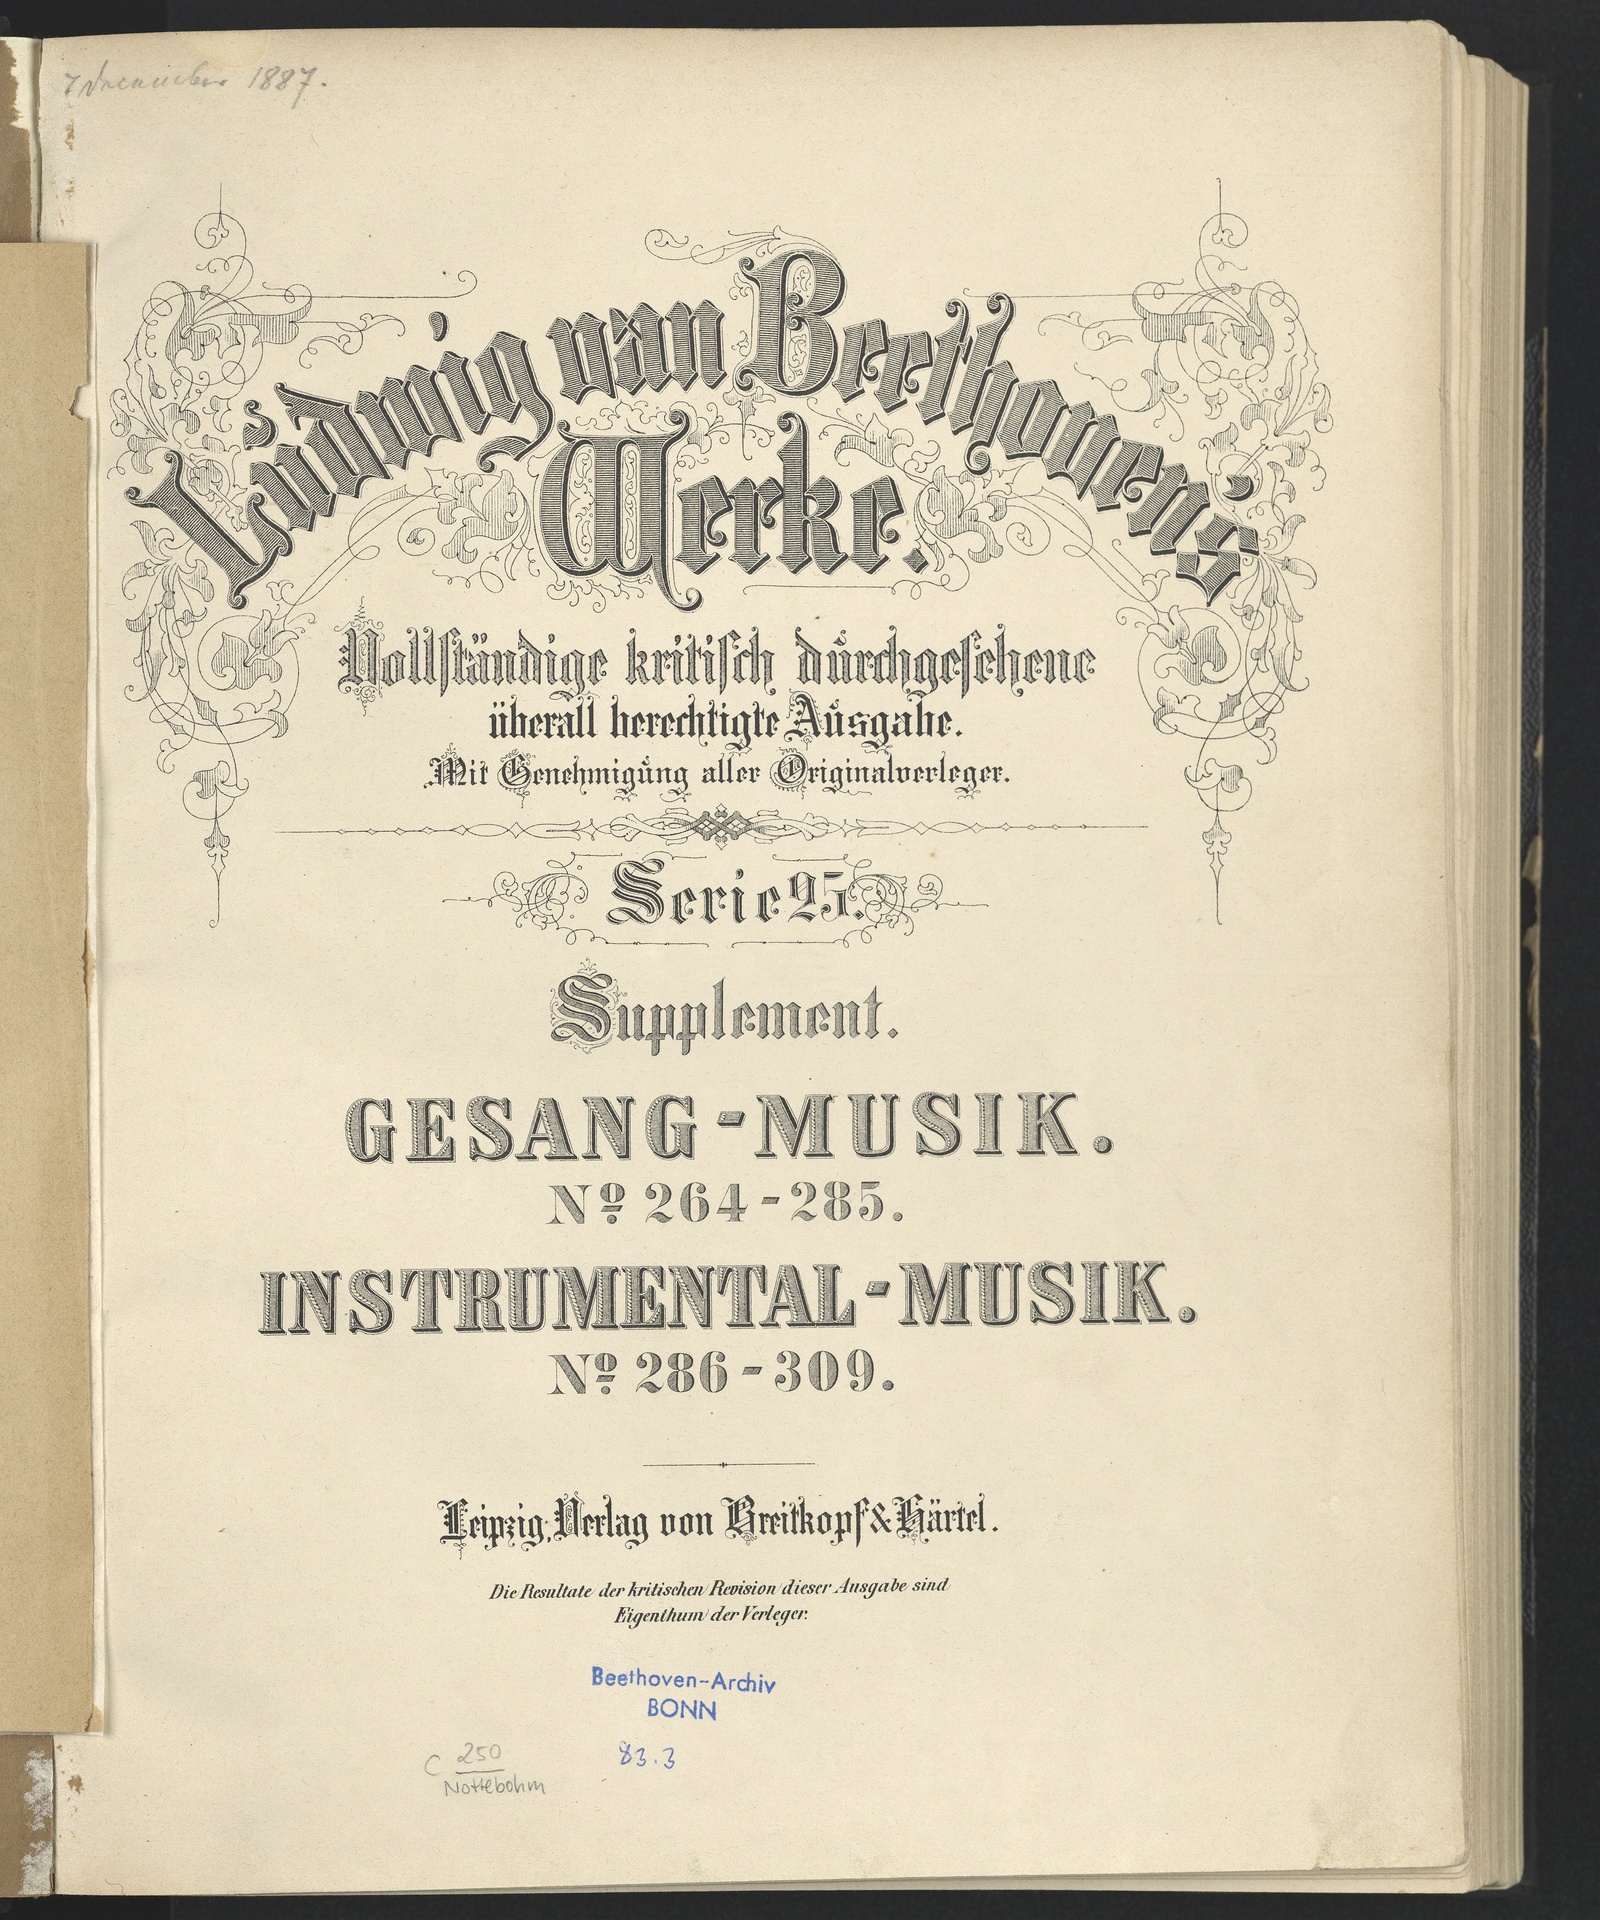 7 December 1887.
Ludwig van Beethoven's
Werke.
Vollständige kritisch durchgesehene
überall berechtigte Ausgabe.
Mit Genehmigung aller Originalverleger.
Serie 25.
Supplement.
GESANG-MUSIK.
Nº 264-285.
INSTRUMENTAL-MUSIK.
Nº 286-309.
Leipzig, Verlag von Breitkopf & Härtel.
Die Resultate der kritischen Revision dieser Ausgabe sind
Eigenthum der Verleger.
Beethoven-Archiv
BONN
C 250
Nottebohm
83.3